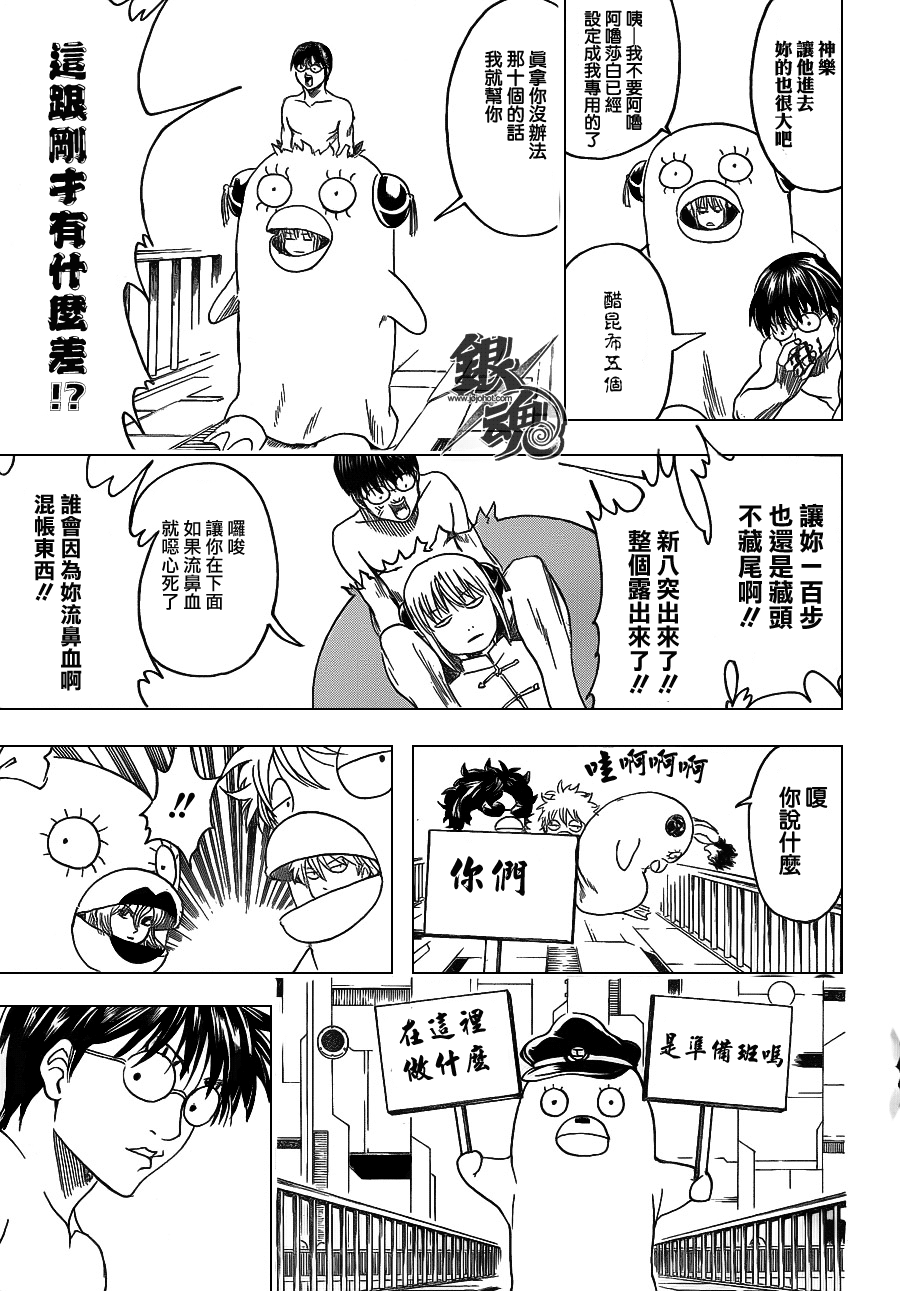 神樂
讓他進去
妳的也很大吧
咦—我不要阿嚕
阿嚕莎白已經
設定成我專用的了
醋昆布五個
真拿你沒辦法
那十個的話
我就幫你
這跟剛才有什麼差!?
銀魂
www.jojohot.com
讓妳一百步
也還是藏頭
不藏尾啊!!
新八突出來了!!
整個露出來了!!
囉唆
讓你在下面
如果流鼻血
就噁心死了
誰會因為妳流鼻血啊
混帳東西!!
嗄
你說什麼
哇啊啊啊
你們
!!
是準備班嗎
在這裡
做什麼